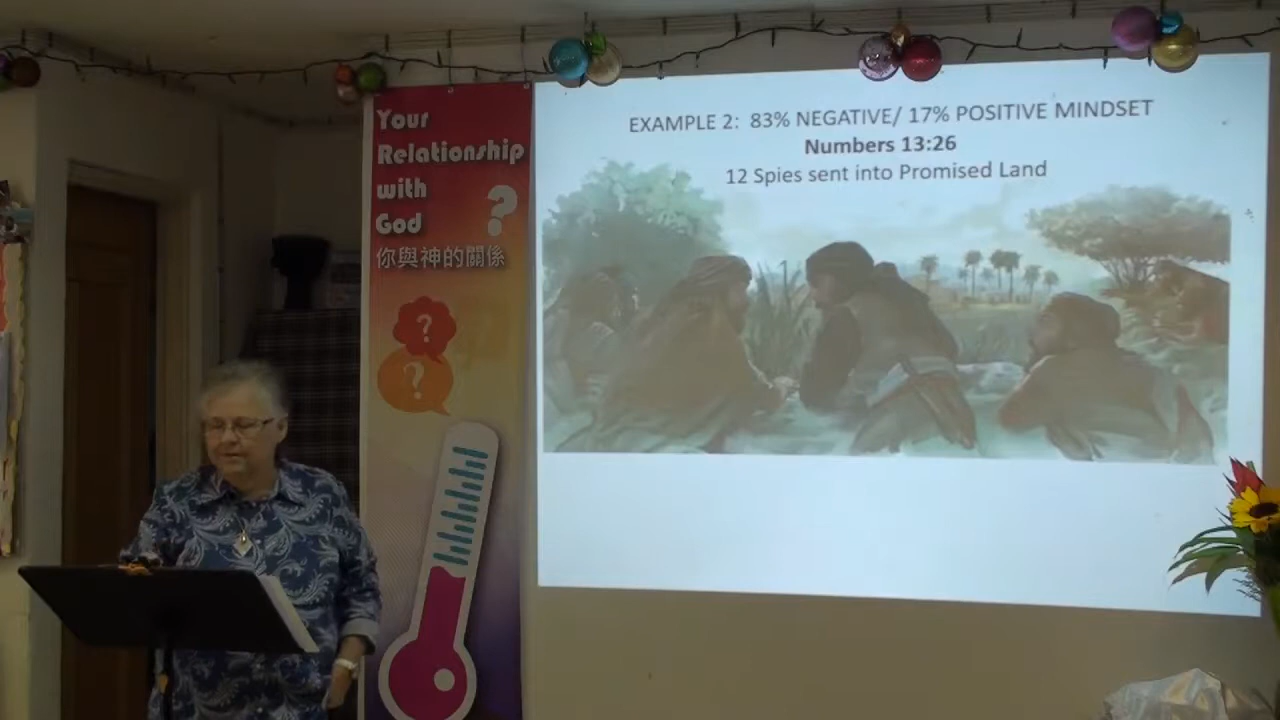 Your
Relationship
with
God
?
你與神的關係
?
?
EXAMPLE 2: 83% NEGATIVE/ 17% POSITIVE MINDSET
Numbers 13:26
12 Spies sent into Promised Land